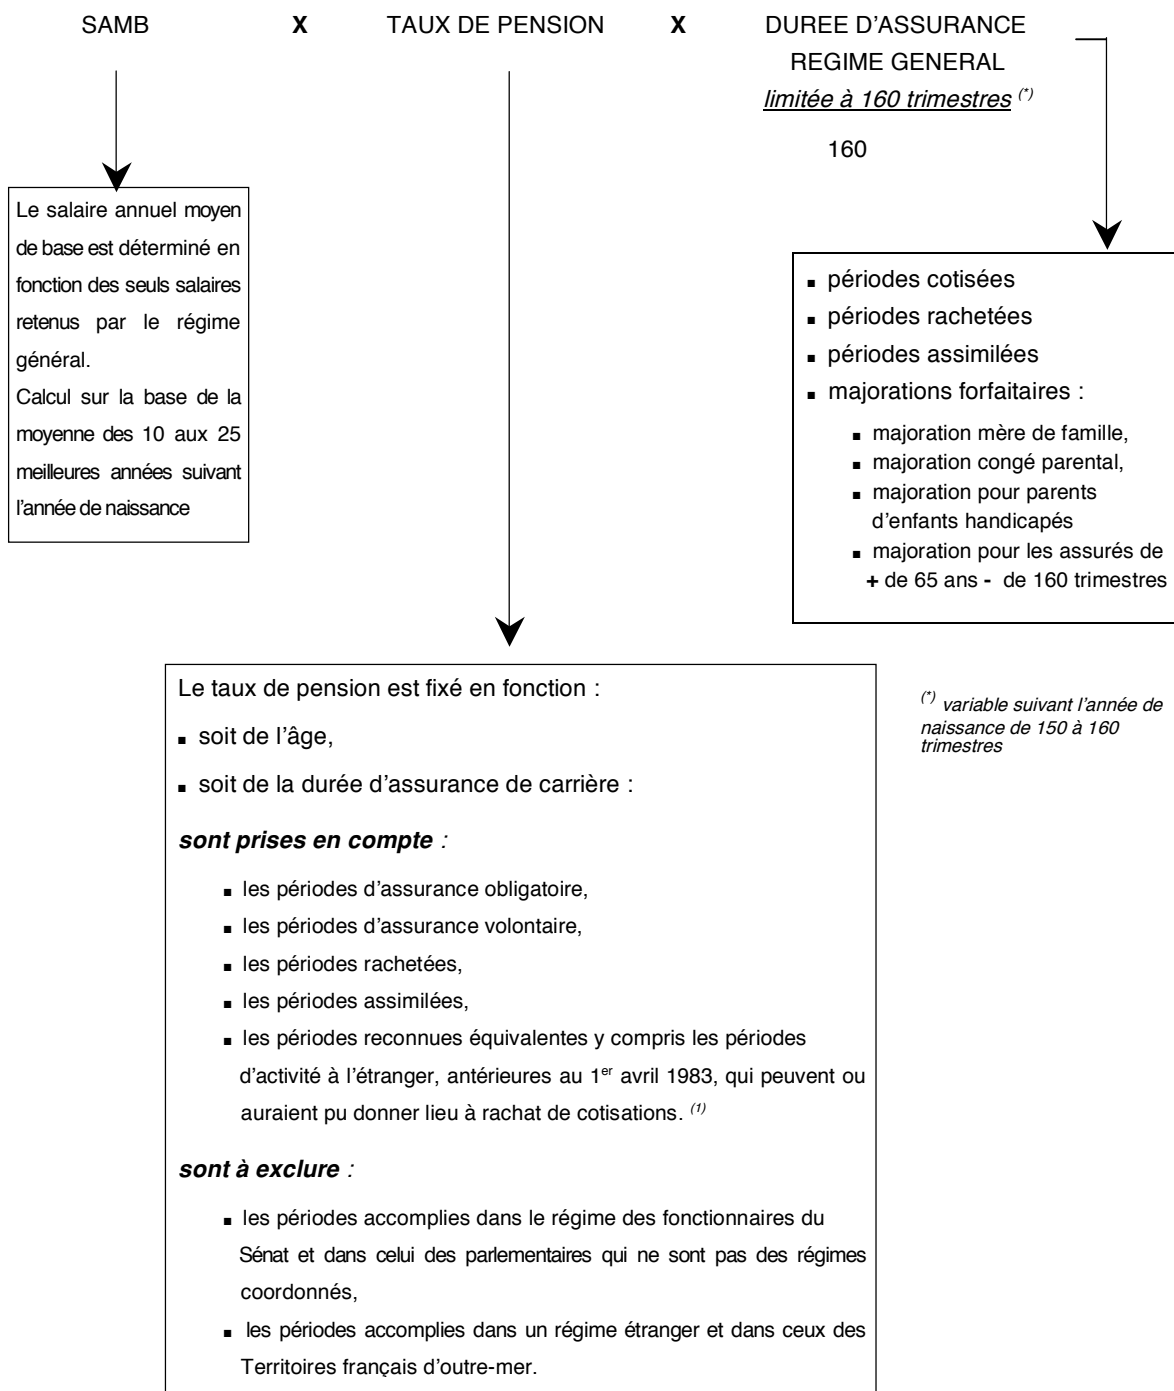 SAMB X TAUX DE PENSION X DUREE D'ASSURANCE
REGIME GENERAL
limitée à 160 trimestres (*)
160
Le salaire annuel moyen
de base est déterminé en
fonction des seuls salaires
retenus par le régime
général.
Calcul sur la base de la
moyenne des 10 aux 25
meilleures années suivant
l'année de naissance
▪ périodes cotisées
▪ périodes rachetées
▪ périodes assimilées
▪ majorations forfaitaires :
▪ majoration mère de famille,
▪ majoration congé parental,
▪ majoration pour parents
d'enfants handicapés
▪ majoration pour les assurés de
+ de 65 ans - de 160 trimestres
Le taux de pension est fixé en fonction :
▪ soit de l'âge,
▪ soit de la durée d'assurance de carrière :
sont prises en compte :
▪ les périodes d'assurance obligatoire,
▪ les périodes d'assurance volontaire,
▪ les périodes rachetées,
▪ les périodes assimilées,
▪ les périodes reconnues équivalentes y compris les périodes
d'activité à l'étranger, antérieures au 1er avril 1983, qui peuvent ou
auraient pu donner lieu à rachat de cotisations. (1)
sont à exclure :
▪ les périodes accomplies dans le régime des fonctionnaires du
Sénat et dans celui des parlementaires qui ne sont pas des régimes
coordonnés,
▪ les périodes accomplies dans un régime étranger et dans ceux des
Territoires français d'outre-mer.
(*) variable suivant l'année de
naissance de 150 à 160
trimestres